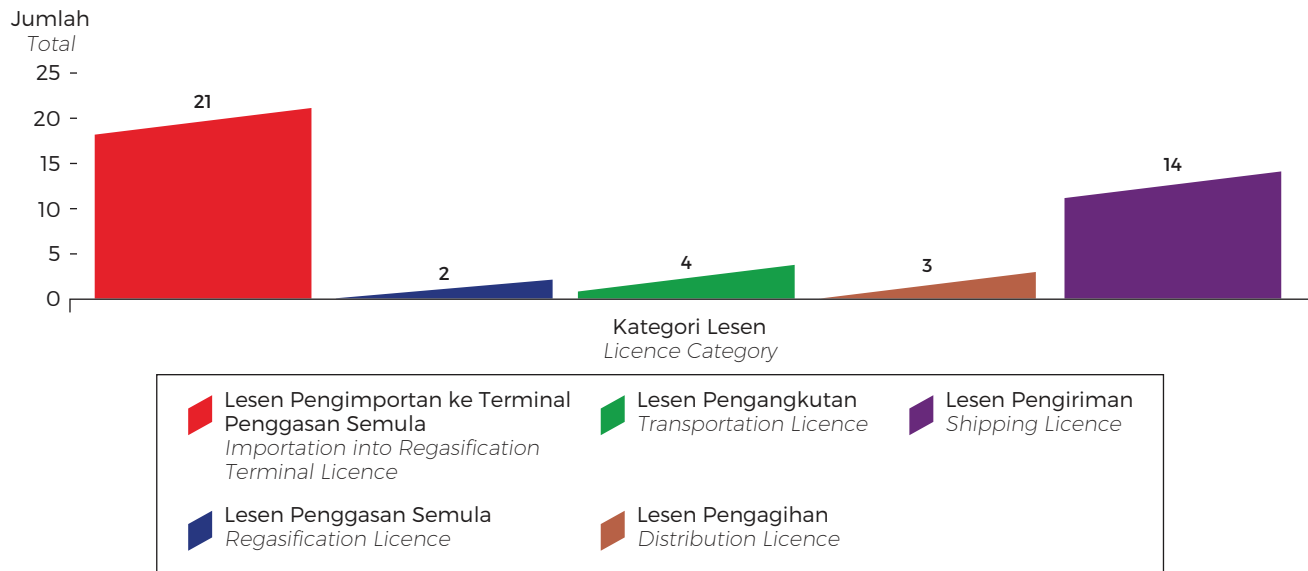 Jumlah
Total
25
20
15
10
5
0
21
2
4
3
14
Kategori Lesen
Licence Category
Lesen Pengimportan ke Terminal
Penggasan Semula
Importation into Regasification
Terminal Licence
Lesen Pengangkutan
Transportation Licence
Lesen Pengiriman
Shipping Licence
Lesen Penggasan Semula
Regasification Licence
Lesen Pengagihan
Distribution Licence